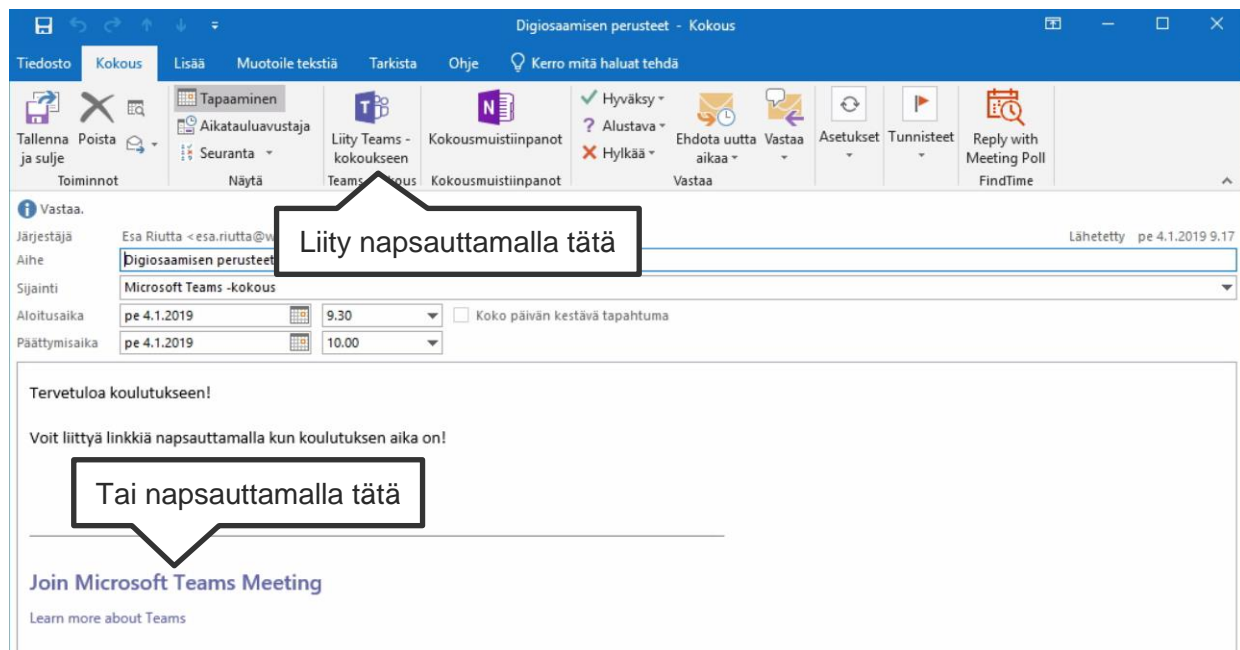 Digiosaamisen perusteet - Kokous
Tiedosto Kokous Lisää Muotoile tekstiä Tarkista Ohje Kerro mitä haluat tehdä
Tallenna ja sulje
Poista
Toiminnot
Tapaaminen
Aikatauluavustaja
Seuranta
Näytä
Liity Teams -
kokoukseen
Teams
Kokousmuistiinpanot
Kokousmuistiinpanot
Hyväksy
Alustava
Hylkää
Ehdota uutta
aikaa
Vastaa
Vastaa
Asetukset
Tunnisteet
Reply with
Meeting Poll
FindTime
Vastaa.
Järjestäjä Esa Riutta <esa.riutta@w
Lähetetty pe 4.1.2019 9.17
Aihe Digiosaamisen perusteet
Sijainti Microsoft Teams -kokous
Aloitusaika pe 4.1.2019 9.30 Koko päivän kestävä tapahtuma
Päättymisaika pe 4.1.2019 10.00
Liity napsauttamalla tätä
Tervetuloa koulutukseen!
Voit liittyä linkkiä napsauttamalla kun koulutuksen aika on!
Tai napsauttamalla tätä
Join Microsoft Teams Meeting
Learn more about Teams